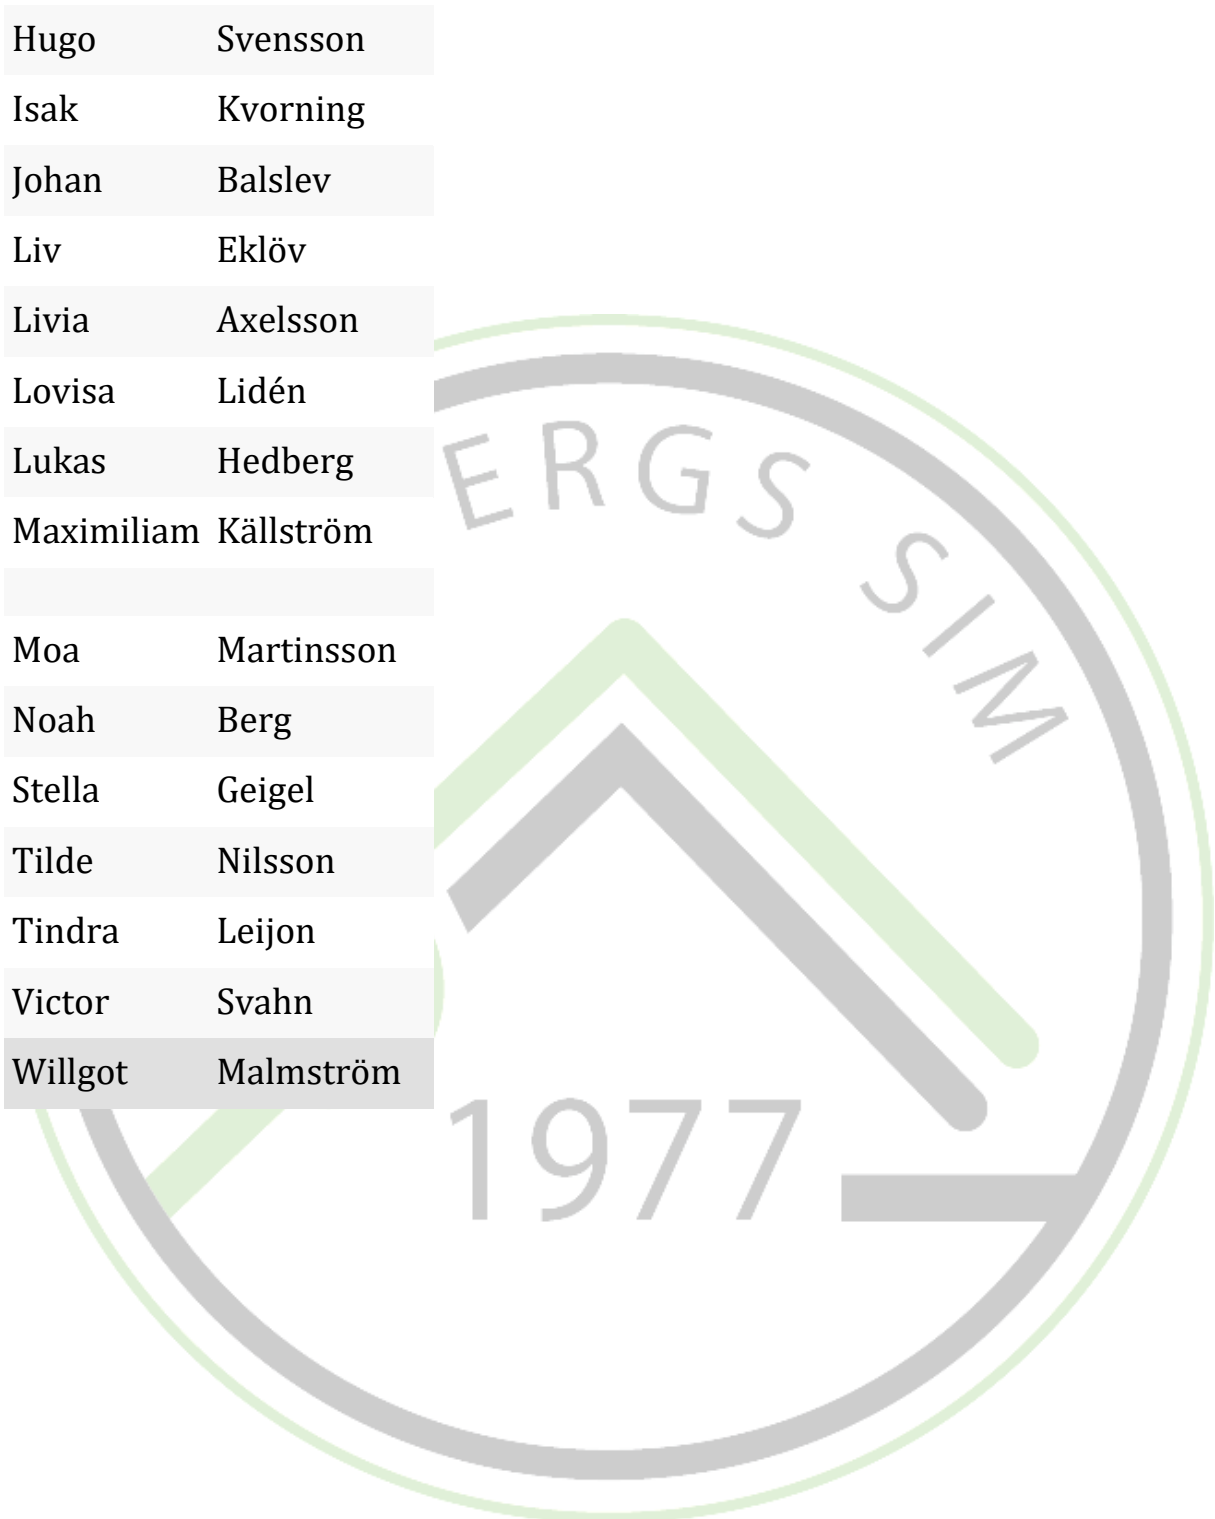 Hugo Svensson
Isak Kvorning
Johan Balslev
Liv Eklöv
Livia Axelsson
Lovisa Lidén
Lukas Hedberg
Maximiliam Källström
Moa Martinsson
Noah Berg
Stella Geigel
Tilde Nilsson
Tindra Leijon
Victor Svahn
Willgot Malmström
ERGS SIM
1977